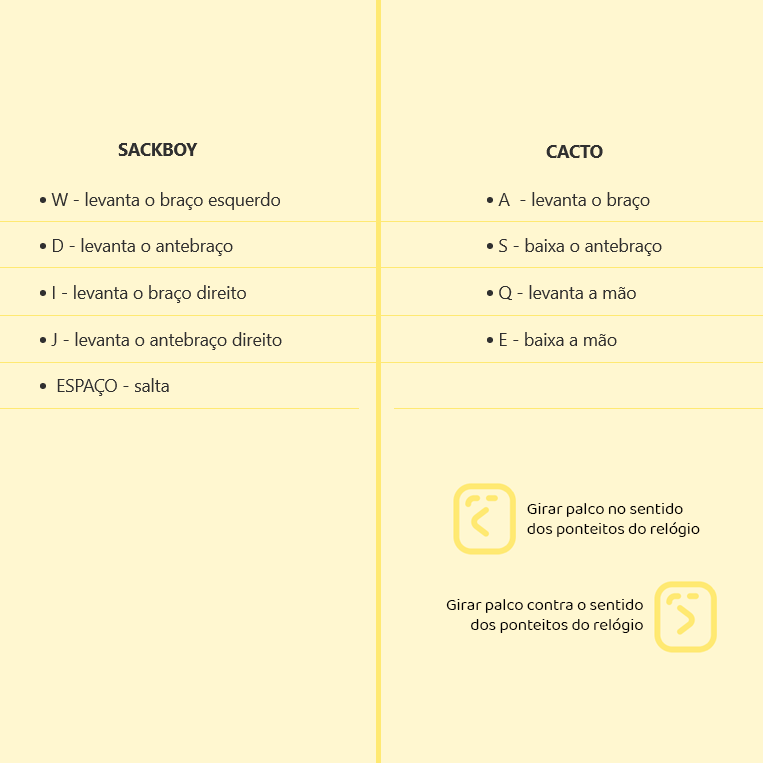 SACKBOY
• W - levanta o braço esquerdo
• D - levanta o antebraço
• I - levanta o braço direito
• J - levanta o antebraço direito
• ESPAÇO - salta
CACTO
• A - levanta o braço
• S - baixa o antebraço
• Q - levanta a mão
• E - baixa a mão
Girar palco no sentido
dos ponteitos do relógio
Girar palco contra o sentido
dos ponteitos do relógio